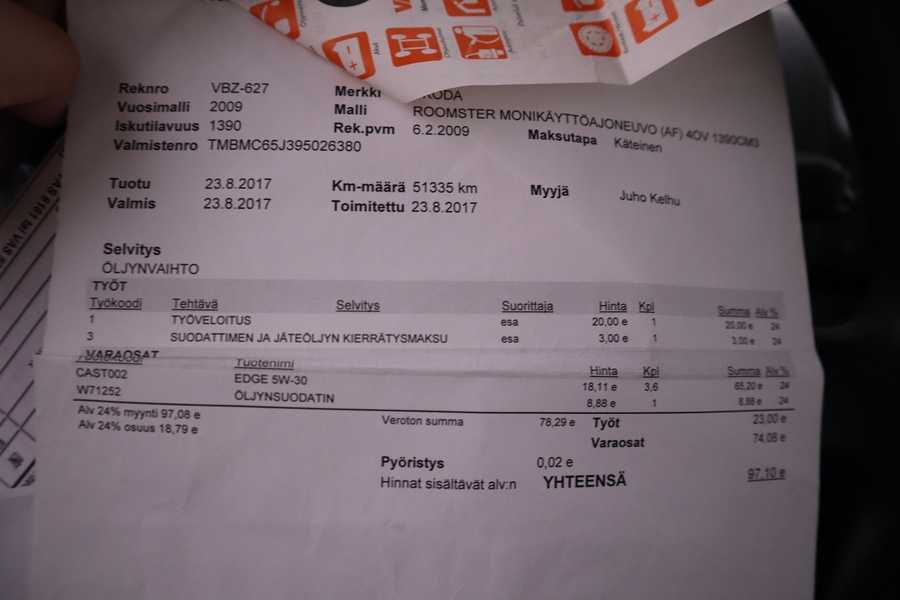 Akut
Reknro VBZ-627 Merkki KODA
Vuosimalli 2009 Malli ROOMSTER MONIKÄYTTÖAJONEUVO (AF) 4OV 1390CM3
Iskutilavuus 1390 Rek.pvm 6.2.2009 Maksutapa Käteinen
Valmistenro TMBMC65J395026380
Tuotu 23.8.2017 Km-määrä 51335 km Myyjä Juho Kelhu
Valmis 23.8.2017 Toimitettu 23.8.2017
Selvitys
ÖLJYNVAIHTO
TYÖT
Työkoodi Tehtävä Selvitys Suorittaja Hinta Kpl Summa Alv %
1 TYÖVELOITUS esa 20,00 e 1 20,00 e 24
3 SUODATTIMEN JA JÄTEÖLJYN KIERRÄTYSMAKSU esa 3,00 e 1 3,00 e 24
VARAOSAT
Tuotekoodi Tuotenimi Hinta Kpl Summa Alv %
CAST002 EDGE 5W-30 18,11 e 3,6 65,20 e 24
W71252 ÖLJYNSUODATIN 8,88 e 1 8,88 e 24
Alv 24% myynti 97,08 e Veroton summa 78,29 e Työt 23,00 e
Alv 24% osuus 18,79 e Varaosat 74,08 e
Pyöristys 0,02 e
Hinnat sisältävät alv:n YHTEENSÄ 97,10 e
VAS 6161 tai VAS